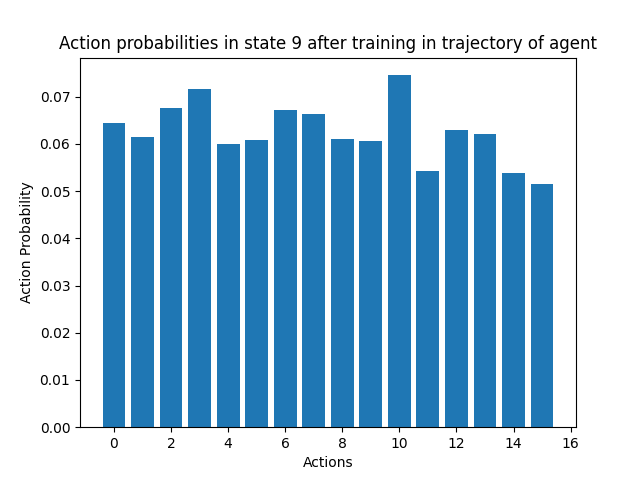 Action probabilities in state 9 after training in trajectory of agent
0.07
0.06
0.05
0.04
0.03
0.02
0.01
0.00
Action Probability
0 2 4 6 8 10 12 14 16
Actions